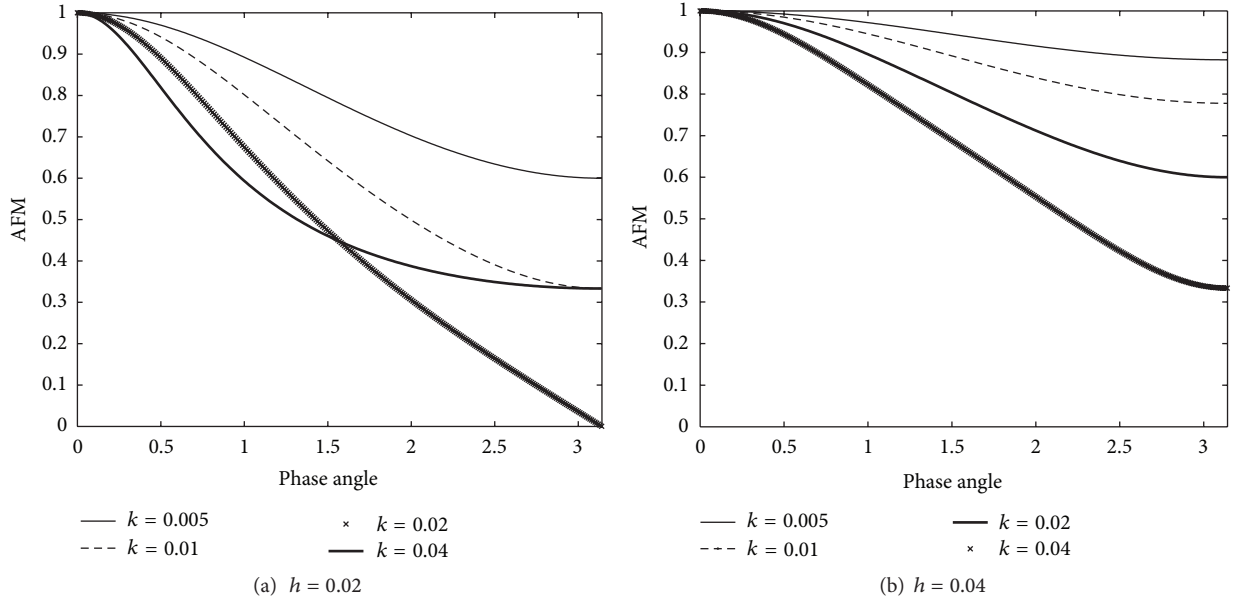 1
0.9
0.8
0.7
0.6
0.5
0.4
0.3
0.2
0.1
0
AFM
0 0.5 1 1.5 2 2.5 3
Phase angle
k = 0.005
k = 0.01
k = 0.02
k = 0.04
(a) h = 0.02
1
0.9
0.8
0.7
0.6
0.5
0.4
0.3
0.2
0.1
0
AFM
0 0.5 1 1.5 2 2.5 3
Phase angle
k = 0.005
k = 0.01
k = 0.02
k = 0.04
(b) h = 0.04